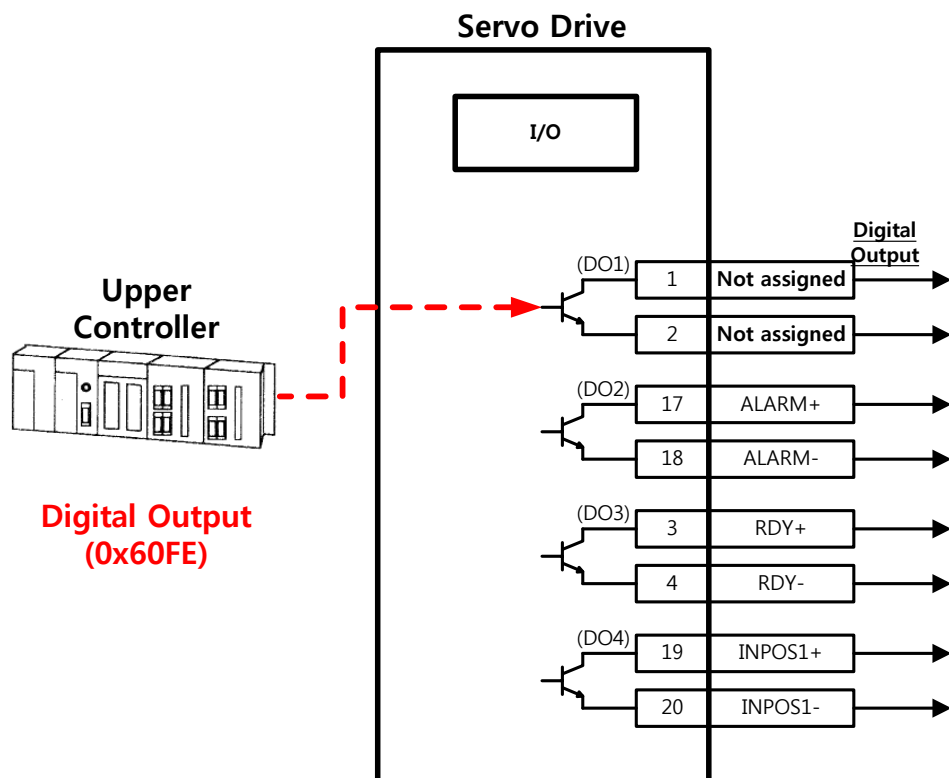 Servo Drive
I/O
Digital
Output
(DO1)
1
Not assigned
2
Not assigned
Upper
Controller
(DO2)
17
ALARM+
18
ALARM-
Digital Output
(0x60FE)
(DO3)
3
RDY+
4
RDY-
(DO4)
19
INPOS1+
20
INPOS1-